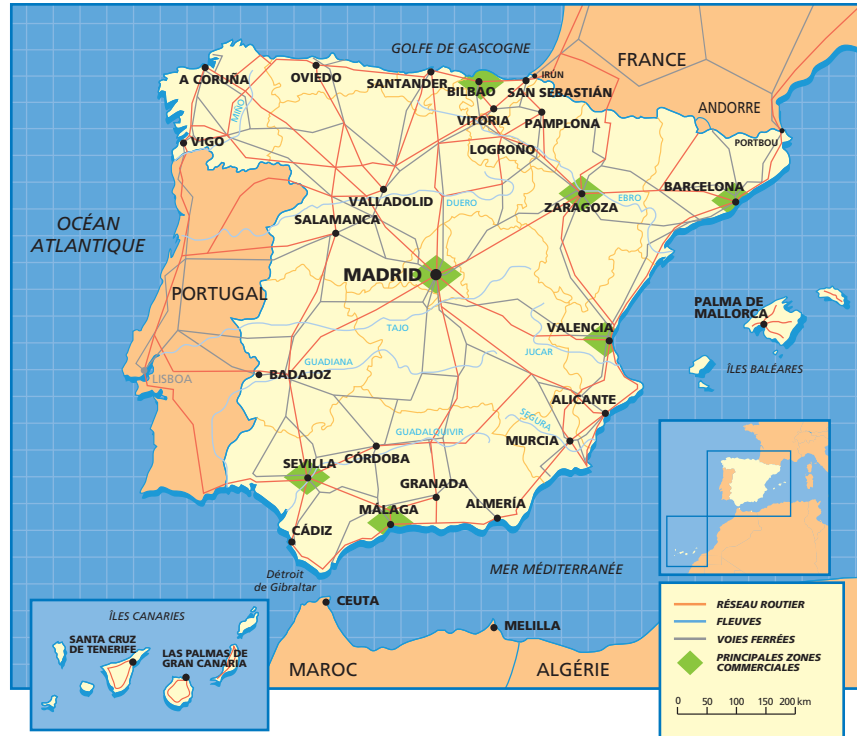 GOLFE DE GASCOGNE
FRANCE
A CORUÑA
OVIEDO
SANTANDER
BILBAO
IRÚN
SAN SEBASTIÁN
MIÑO
VITORIA
PAMPLONA
ANDORRE
PORTBOU
VIGO
LOGROÑO
VALLADOLID
DUERO
ZARAGOZA
EBRO
BARCELONA
OCÉAN
ATLANTIQUE
SALAMANCA
MADRID
PORTUGAL
PALMA DE
MALLORCA
TAJO
VALENCIA
JUCAR
GUADIANA
ÎLES BALÉARES
LISBOA
BADAJOZ
ALICANTE
SEGURA
GUADALQUIVIR
MURCIA
CÓRDOBA
SEVILLA
GRANADA
ALMERÍA
MÁLAGA
CÁDIZ
Détroit
de Gibraltar
MER MÉDITERRANÉE
CEUTA
MELILLA
MAROC
ALGÉRIE
ÎLES CANARIES
SANTA CRUZ
DE TENERIFE
LAS PALMAS DE
GRAN CANARIA
RÉSEAU ROUTIER
FLEUVES
VOIES FERRÉES
PRINCIPALES ZONES
COMMERCIALES
0 50 100 150 200 km